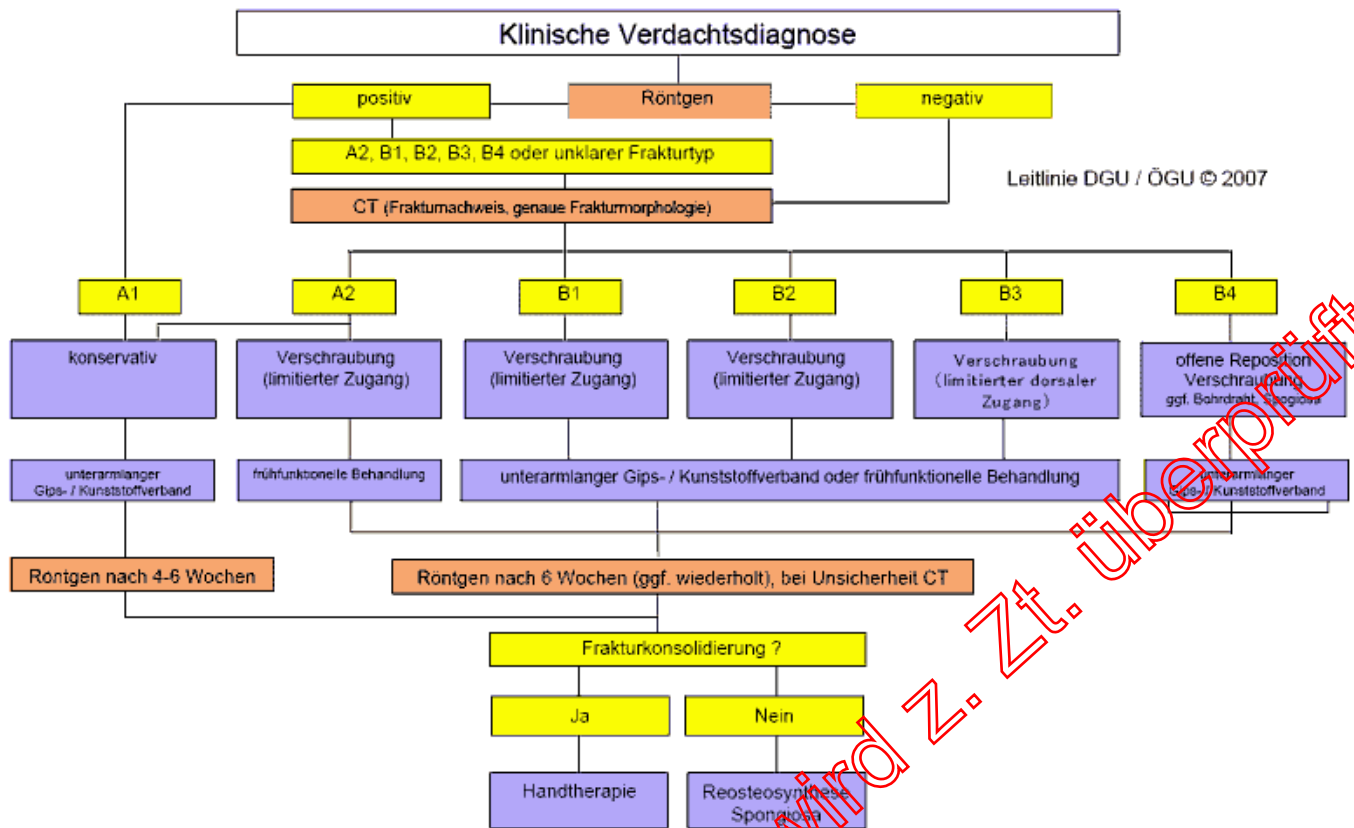 Klinische Verdachtsdiagnose
positiv
Röntgen
negativ
A2, B1, B2, B3, B4 oder unklarer Frakturtyp
Leitlinie DGU / ÖGU © 2007
CT (Frakturnachweis, genaue Frakturmorphologie)
A1
A2
B1
B2
B3
B4
konservativ
Verschraubung
(limitierter Zugang)
Verschraubung
(limitierter Zugang)
Verschraubung
(limitierter Zugang)
Verschraubung
(limitierter dorsaler
Zugang)
offene Reposition
Verschraubung
ggf. Bohrdraht, Spogiosa
unterarmlanger
Gips- / Kunststoffverband
frühfunktionelle Behandlung
unterarmlanger Gips- / Kunststoffverband oder frühfunktionelle Behandlung
unterarmlanger
Gips- / Kunststoffverband
Röntgen nach 4-6 Wochen
Röntgen nach 6 Wochen (ggf. wiederholt), bei Unsicherheit CT
Frakturkonsolidierung ?
Ja
Nein
Handtherapie
Reosteosynthese
Spongiosa
wird z. Zt. überprüft